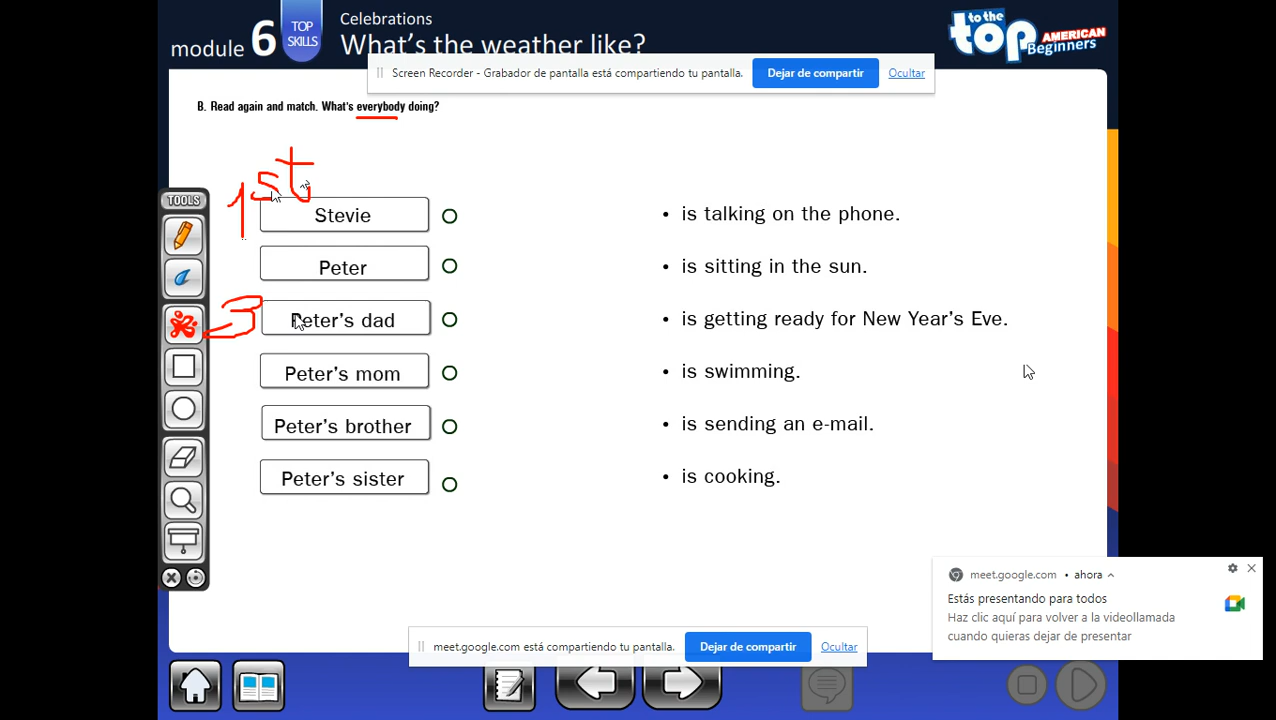 module 6
TOP SKILLS
Celebrations
What's the weather like?
to the top AMERICAN Beginners
Screen Recorder - Grabador de pantalla está compartiendo tu pantalla.
Dejar de compartir
Ocultar
B. Read again and match. What's everybody doing?
1st
TOOLS
Stevie
Peter
3
Peter's dad
Peter's mom
Peter's brother
Peter's sister
• is talking on the phone.
• is sitting in the sun.
• is getting ready for New Year's Eve.
• is swimming.
• is sending an e-mail.
• is cooking.
meet.google.com • ahora
Estás presentando para todos
Haz clic aquí para volver a la videollamada
cuando quieras dejar de presentar
meet.google.com está compartiendo tu pantalla.
Dejar de compartir
Ocultar